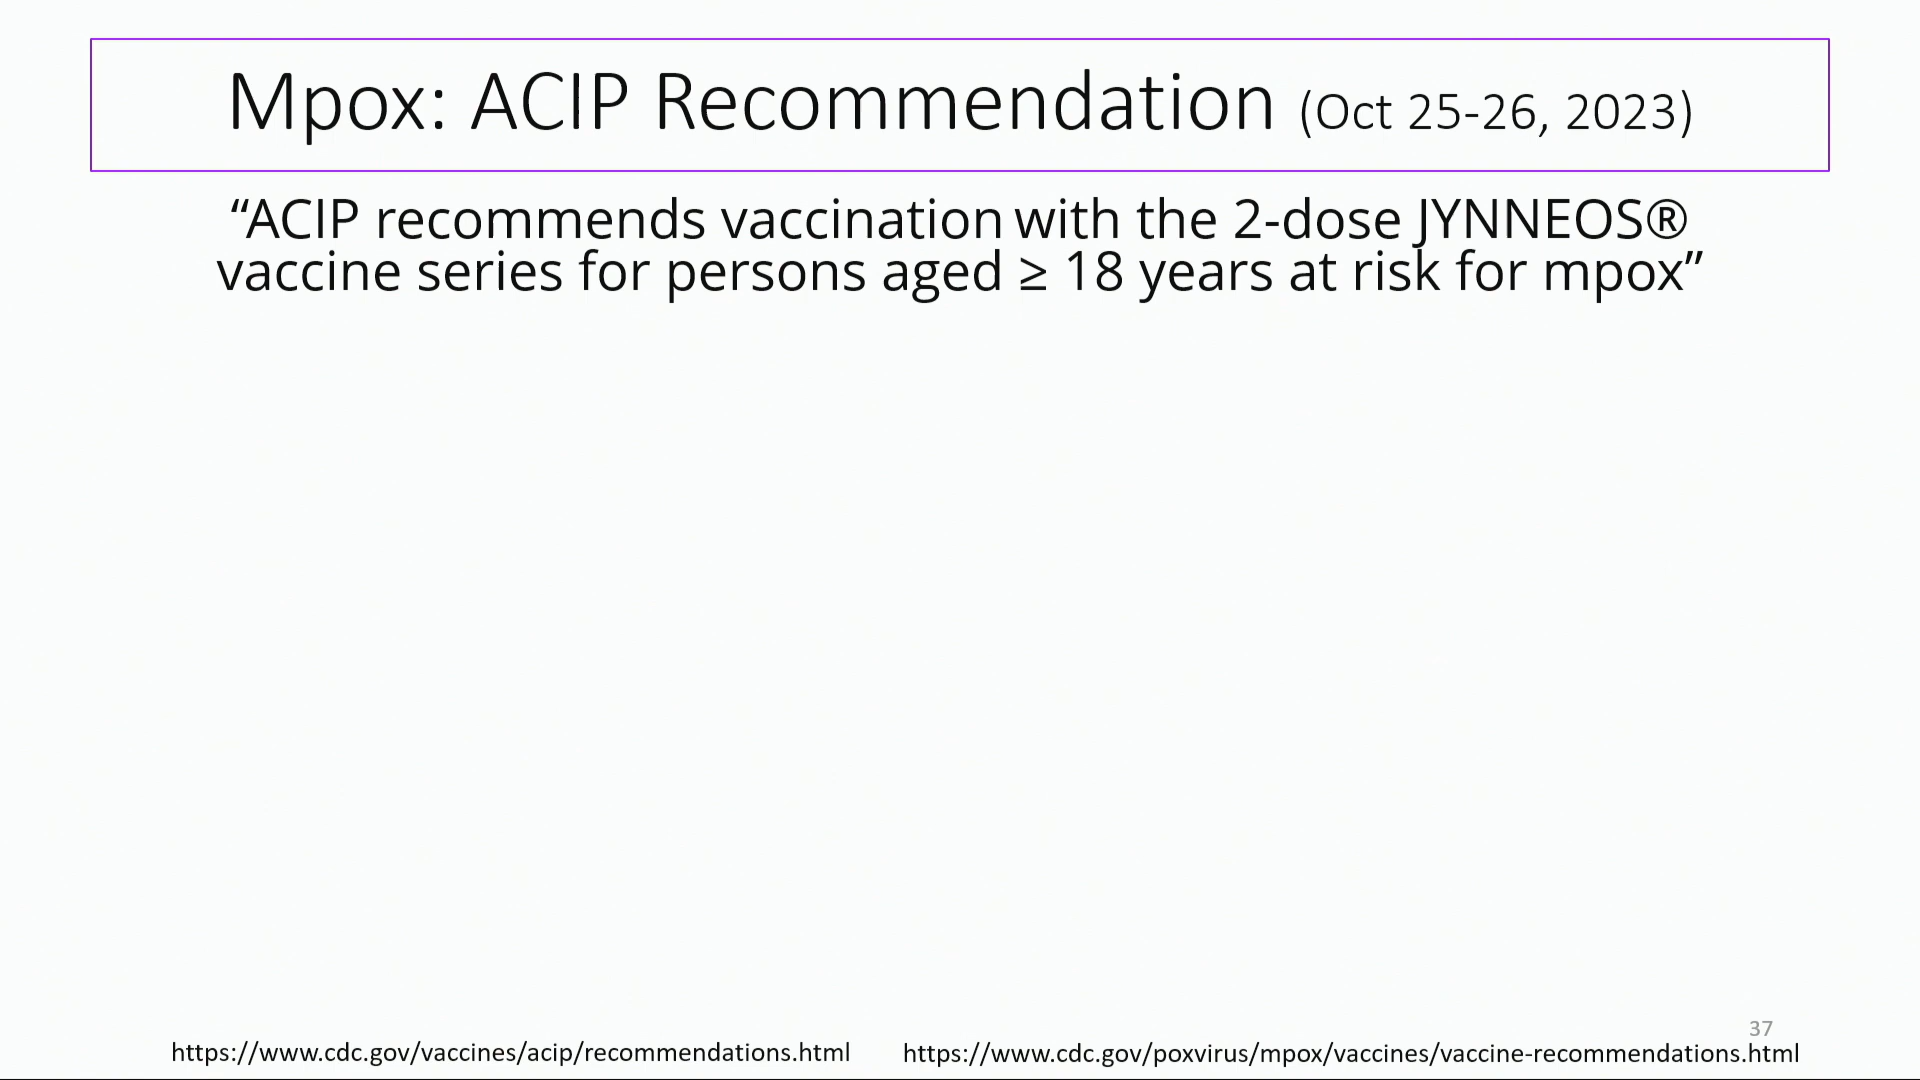 Mpox: ACIP Recommendation (Oct 25-26, 2023)
“ACIP recommends vaccination with the 2-dose JYNNEOS®
vaccine series for persons aged ≥ 18 years at risk for mpox”
37
https://www.cdc.gov/vaccines/acip/recommendations.html
https://www.cdc.gov/poxvirus/mpox/vaccines/vaccine-recommendations.html